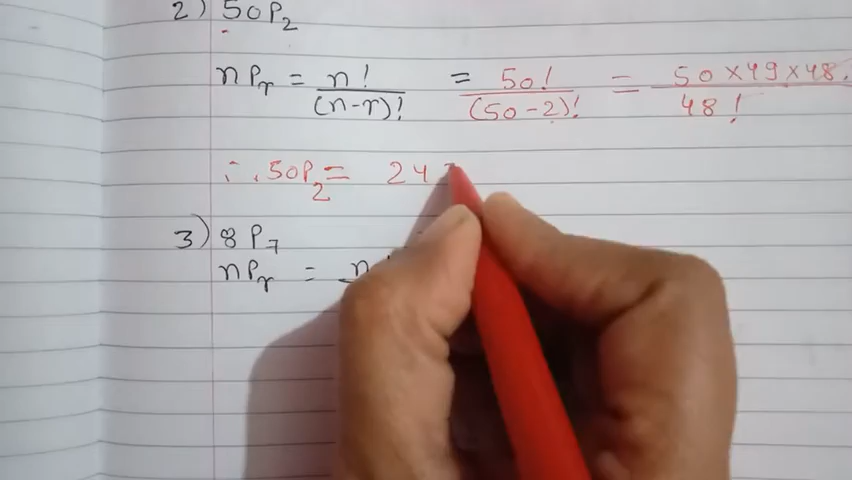 2) 50P₂
nPr = n! / (n-r)! = 50! / (50-2)! = 50×49×48. / 48!
∴ .50P₂ = 24
3) 8P₇
nPr = n